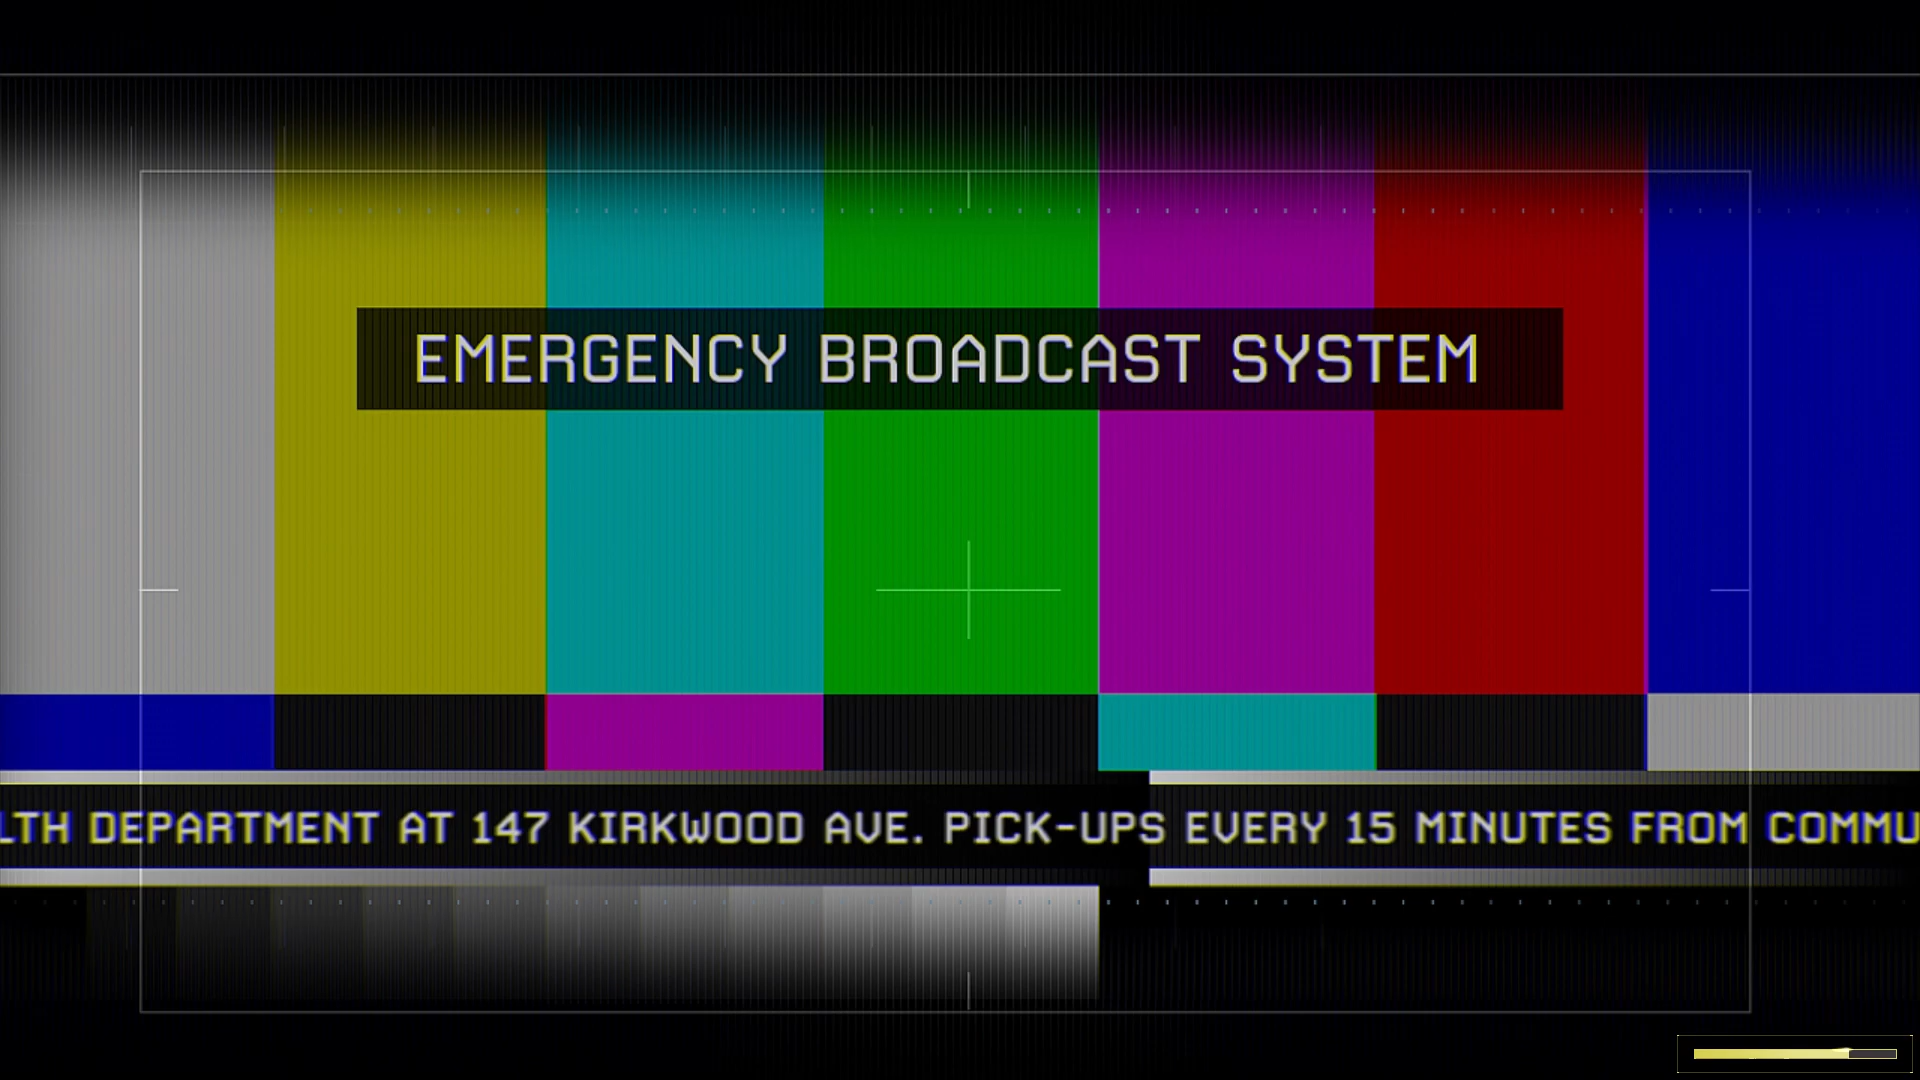 EMERGENCY BROADCAST SYSTEM
LTH DEPARTMENT AT 147 KIRKWOOD AVE. PICK-UPS EVERY 15 MINUTES FROM COMMU